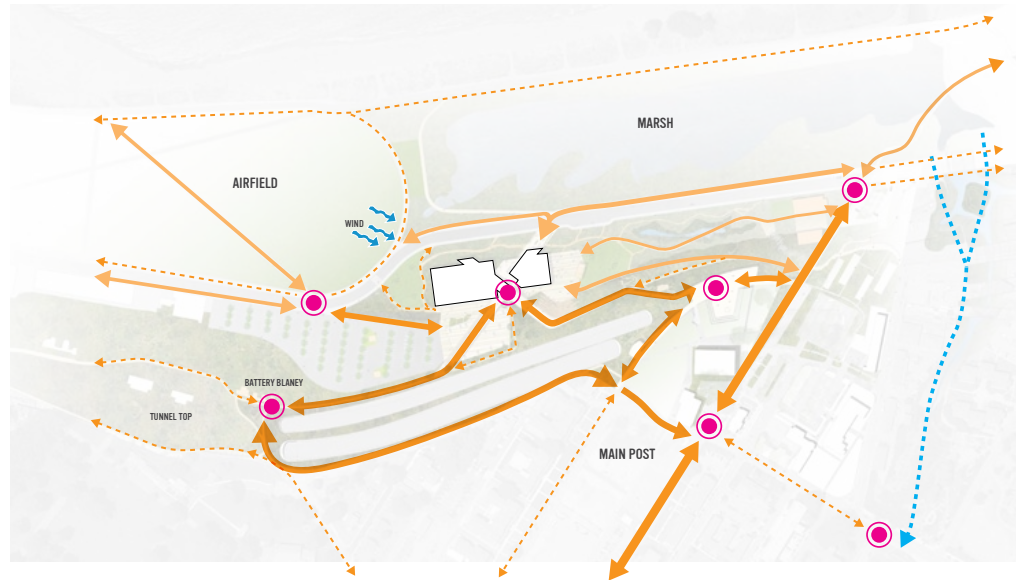 MARSH
AIRFIELD
WIND
BATTERY BLANEY
TUNNEL TOP
MAIN POST